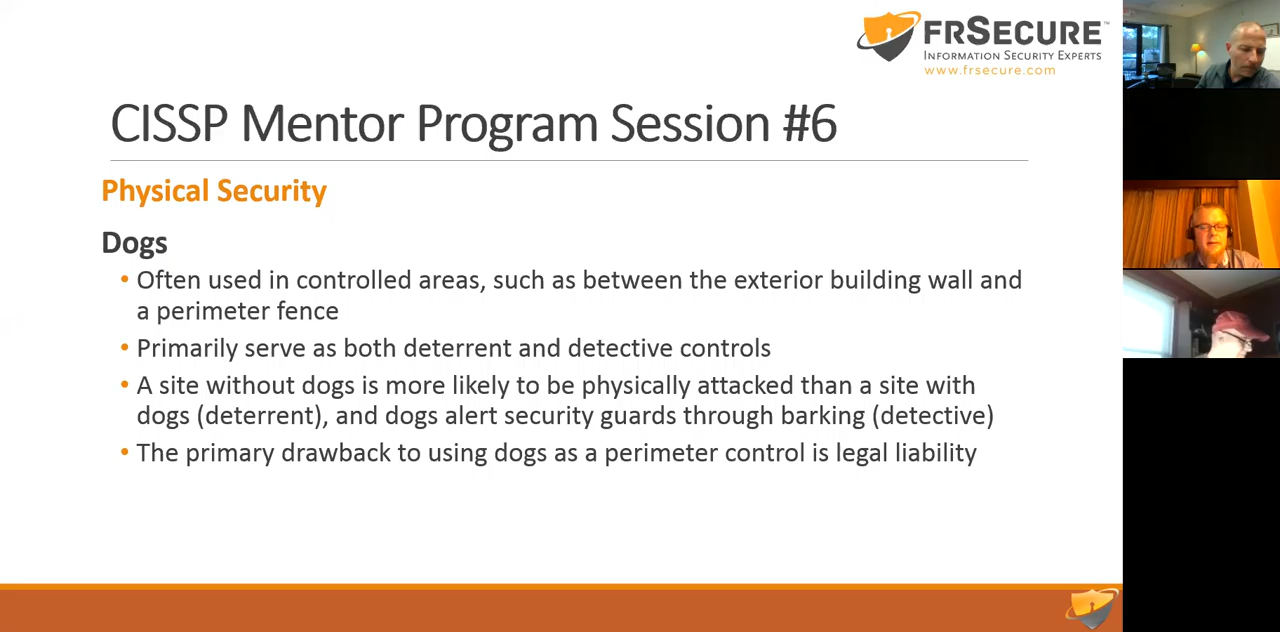 FRSECURE™
INFORMATION SECURITY EXPERTS
www.frsecure.com
CISSP Mentor Program Session #6
Physical Security
Dogs
• Often used in controlled areas, such as between the exterior building wall and
a perimeter fence
• Primarily serve as both deterrent and detective controls
• A site without dogs is more likely to be physically attacked than a site with
dogs (deterrent), and dogs alert security guards through barking (detective)
• The primary drawback to using dogs as a perimeter control is legal liability